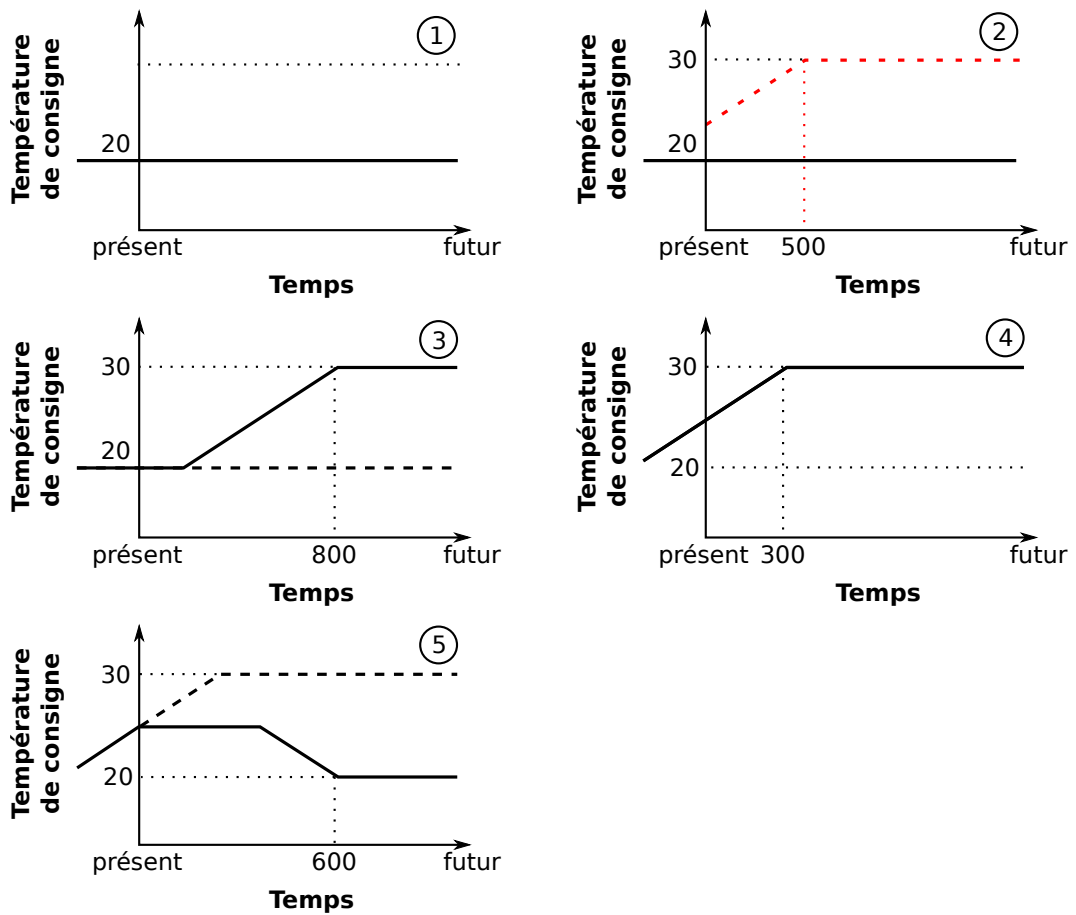 Température
de consigne
1
20
présent
futur
Temps
Température
de consigne
2
30
20
présent
500
futur
Temps
Température
de consigne
3
30
20
présent
800
futur
Temps
Température
de consigne
4
30
20
présent
300
futur
Temps
Température
de consigne
5
30
20
présent
600
futur
Temps